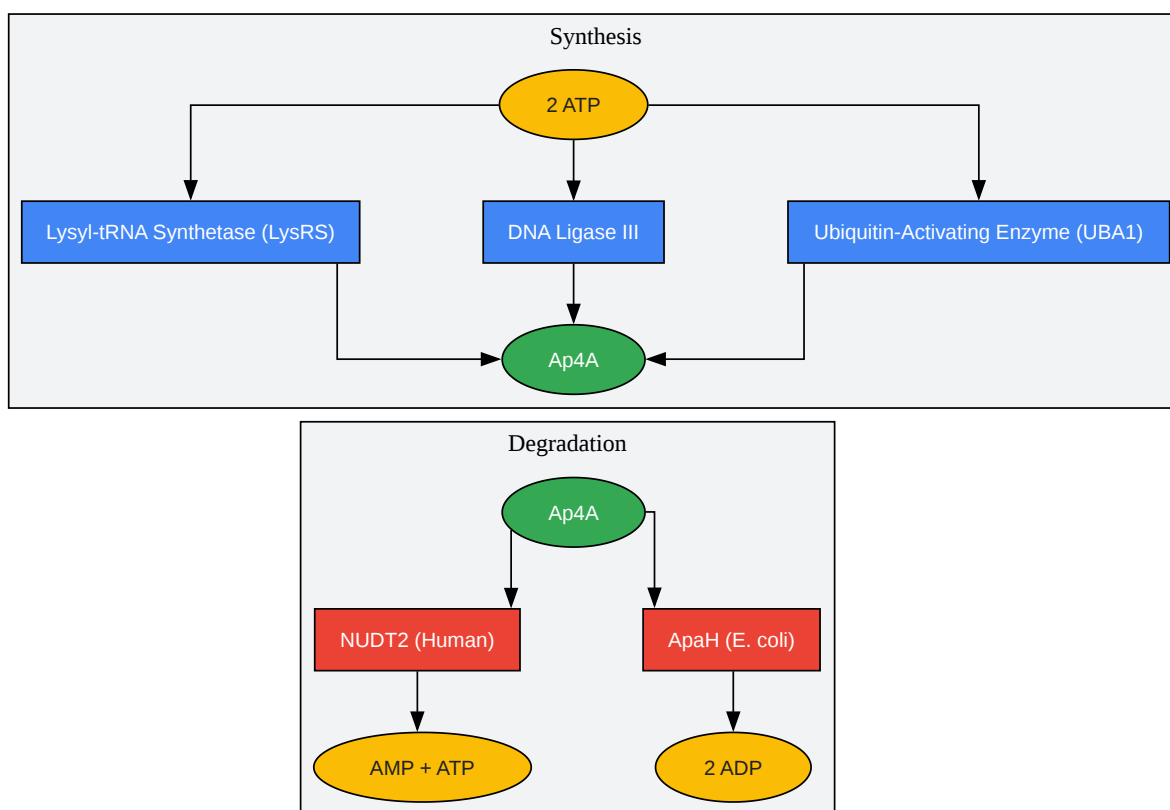 Synthesis
2 ATP
Lysyl-tRNA Synthetase (LysRS)
DNA Ligase III
Ubiquitin-Activating Enzyme (UBA1)
Ap4A
Degradation
Ap4A
NUDT2 (Human)
ApaH (E. coli)
AMP + ATP
2 ADP